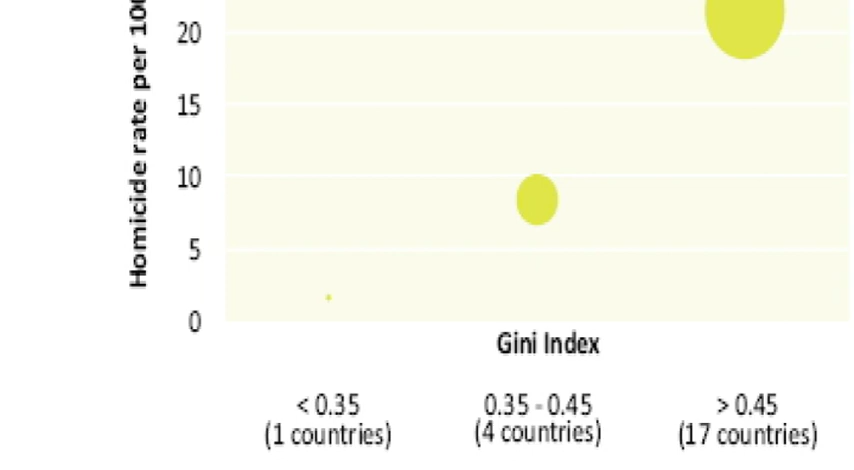 Homicide rate per
20
15
10
5
0
Gini Index
< 0.35 0.35 - 0.45 > 0.45
(1 countries) (4 countries) (17 countries)